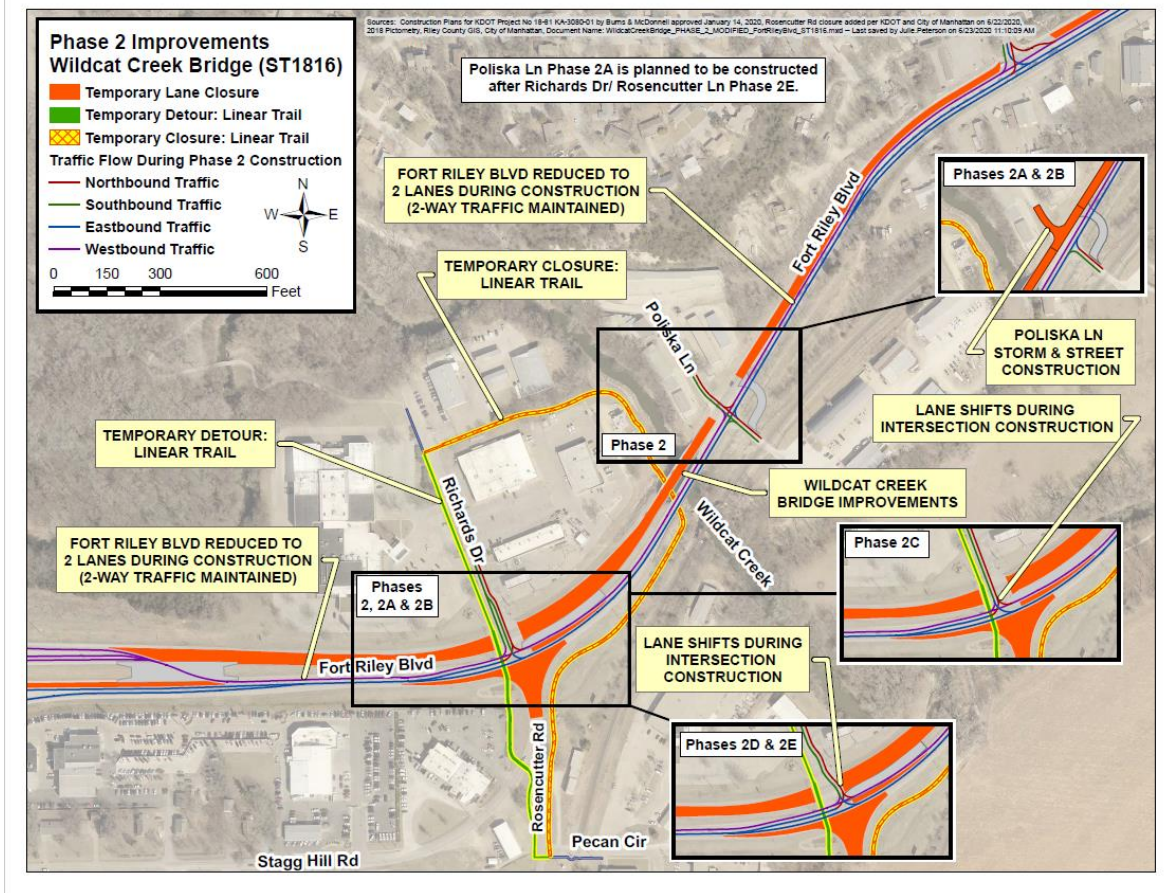 Phase 2 Improvements
Wildcat Creek Bridge (ST1816)
Temporary Lane Closure
Temporary Detour: Linear Trail
Temporary Closure: Linear Trail
Traffic Flow During Phase 2 Construction
Northbound Traffic
Southbound Traffic
Eastbound Traffic
Westbound Traffic
N
W
E
S
0 150 300 600
Feet
Sources: Construction Plans for KDOT Project No 18-81 KA-3080-01 by Burns & McDonnell approved January 14, 2020, Rosencutter Rd closure added per KDOT and City of Manhattan on 6/22/2020,
2018 Pictometry, Riley County GIS, City of Manhattan, Document Name: WildcatCreekBridge_PHASE_2_MODIFIED_FortRileyBlvd_ST1816.mxd -- Last saved by Julie.Peterson on 6/23/2020 11:10:09 AM
Poliska Ln Phase 2A is planned to be constructed
after Richards Dr/ Rosencutter Ln Phase 2E.
FORT RILEY BLVD REDUCED TO
2 LANES DURING CONSTRUCTION
(2-WAY TRAFFIC MAINTAINED)
Phases 2A & 2B
Fort Riley Blvd
TEMPORARY CLOSURE:
LINEAR TRAIL
Poliska Ln
POLISKA LN
STORM & STREET
CONSTRUCTION
LANE SHIFTS DURING
INTERSECTION CONSTRUCTION
TEMPORARY DETOUR:
LINEAR TRAIL
Phase 2
WILDCAT CREEK
BRIDGE IMPROVEMENTS
Richards Dr
Wildcat Creek
FORT RILEY BLVD REDUCED TO
2 LANES DURING CONSTRUCTION
(2-WAY TRAFFIC MAINTAINED)
Phase 2C
Phases
2, 2A & 2B
LANE SHIFTS DURING
INTERSECTION
CONSTRUCTION
Fort Riley Blvd
Phases 2D & 2E
Rosencutter Rd
Pecan Cir
Stagg Hill Rd